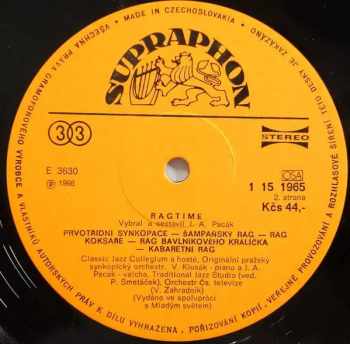 MADE IN CZECHOSLOVAKIA
VŠECHNA PRÁVA GRAMOFONOVÉHO VÝROBCE A VLASTNÍKŮ AUTORSKÝCH PRÁV K DÍLU VYHRAZENA. POŘIZOVÁNÍ KOPIÍ, VEŘEJNÉ PROVOZOVÁNÍ A ROZHLASOVÉ ŠÍŘENÍ TÉTO DESKY JE ZAKÁZÁNO
SUPRAPHON
33
STEREO
E 3630
℗ 1966
OSA
1 15 1965
2. strana
Kčs 44,-
RAGTIME
Vybral a sestavil J. A. Pacák
PRVOTŘÍDNÍ SYNKOPACE — ŠAMPAŇSKÝ RAG — RAG
KOKSAŘE — RAG BAVLNÍKOVÉHO KRÁLÍČKA
— KABARETNÍ RAG
Classic Jazz Collegium a hosté, Originální pražský
synkopický orchestr, V. Klusák - piano a J. A.
Pacák - valcha, Traditional Jazz Studio (ved.
P. Smetáček), Orchestr Čs. televize
(V. Zahradník)
(Vydáno ve spolupráci
s Mladým světem)